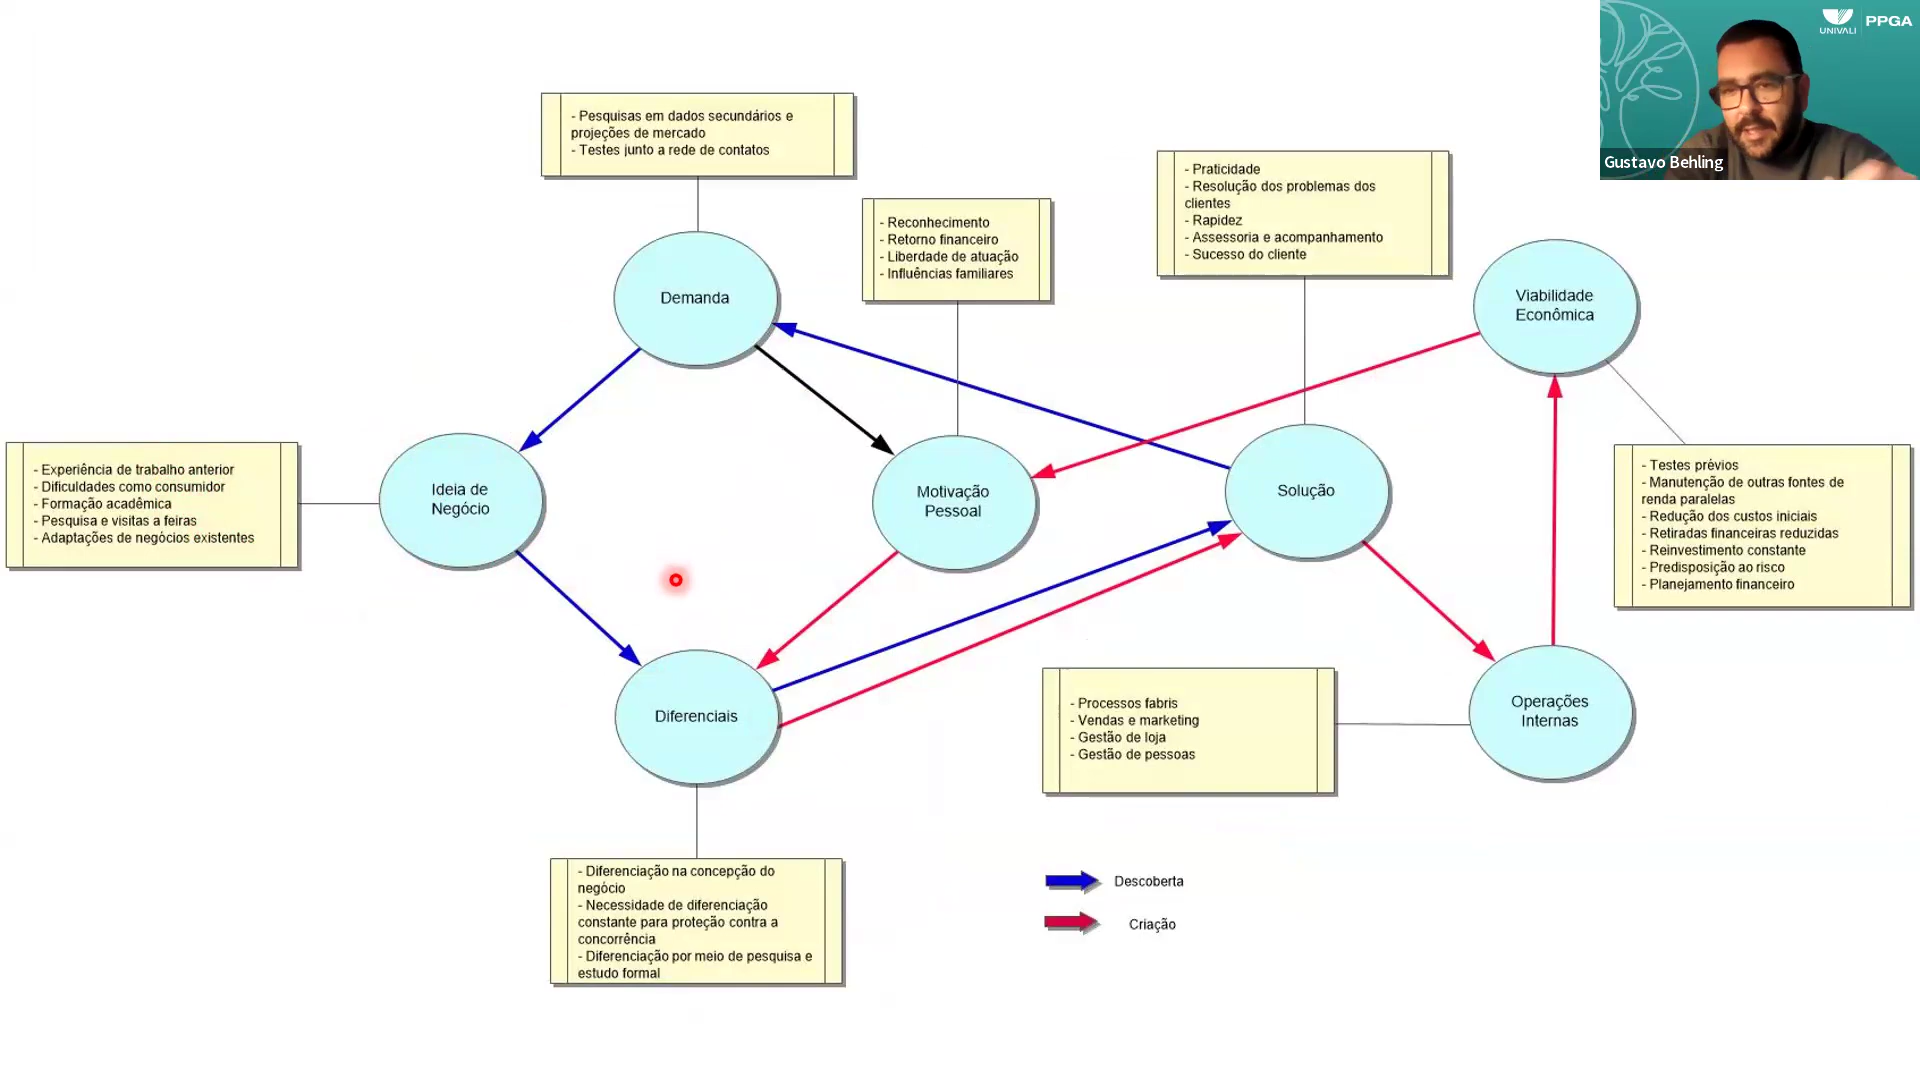 UNIVALI
PPGA
Gustavo Behling
- Pesquisas em dados secundários e
projeções de mercado
- Testes junto a rede de contatos
- Reconhecimento
- Retorno financeiro
- Liberdade de atuação
- Influências familiares
- Praticidade
- Resolução dos problemas dos
clientes
- Rapidez
- Assessoria e acompanhamento
- Sucesso do cliente
Demanda
Viabilidade
Econômica
- Experiência de trabalho anterior
- Dificuldades como consumidor
- Formação acadêmica
- Pesquisa e visitas a feiras
- Adaptações de negócios existentes
Ideia de
Negócio
Motivação
Pessoal
Solução
- Testes prévios
- Manutenção de outras fontes de
renda paralelas
- Redução dos custos iniciais
- Retiradas financeiras reduzidas
- Reinvestimento constante
- Predisposição ao risco
- Planejamento financeiro
Diferenciais
- Processos fabris
- Vendas e marketing
- Gestão de loja
- Gestão de pessoas
Operações
Internas
- Diferenciação na concepção do
negócio
- Necessidade de diferenciação
constante para proteção contra a
concorrência
- Diferenciação por meio de pesquisa e
estudo formal
Descoberta
Criação